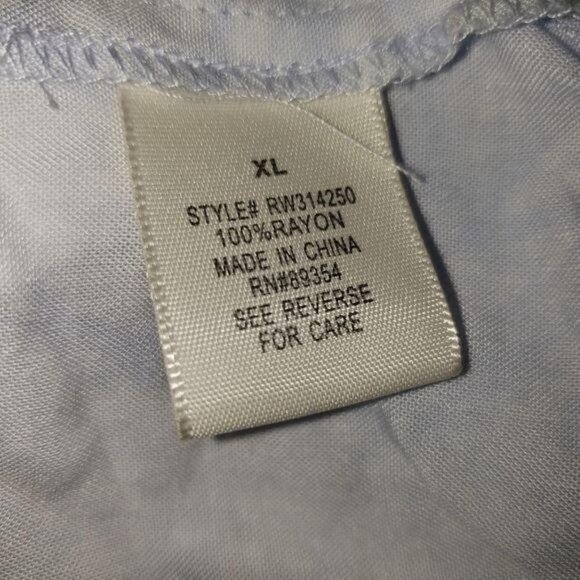 XL
STYLE# RW314250
100%RAYON
MADE IN CHINA
RN#89354
SEE REVERSE
FOR CARE